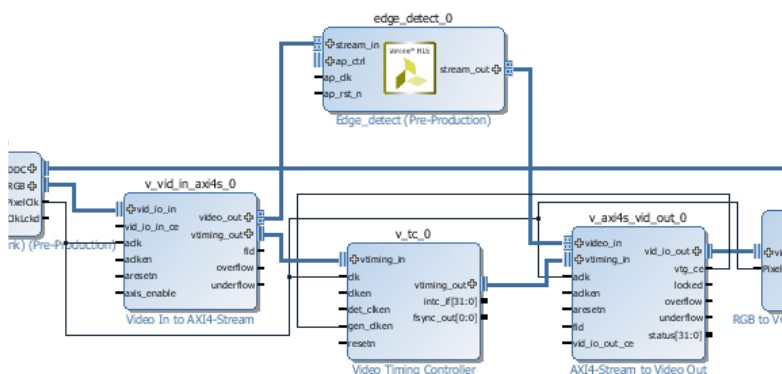 edge_detect_0
stream_in
ap_ctrl
ap_clk
ap_rst_n
Vivado™ HLS
stream_out
Edge_detect (Pre-Production)
DDC
RGB
PixelClk
nk) (Pre-Production)
v_vid_in_axi4s_0
vid_io_in
vid_io_in_ce
aclk
aclken
aresetn
axis_enable
video_out
vtiming_out
fid
overflow
underflow
Video In to AXI4-Stream
v_tc_0
vtiming_in
clk
clken
det_clken
gen_clken
resetn
vtiming_out
intc_if[31:0]
fsync_out[0:0]
Video Timing Controller
v_axi4s_vid_out_0
video_in
vtiming_in
aclk
aclken
aresetn
fid
vid_io_out_ce
vid_io_out
vtg_ce
locked
overflow
underflow
status[31:0]
AXI4-Stream to Video Out
Pixel
RGB to V